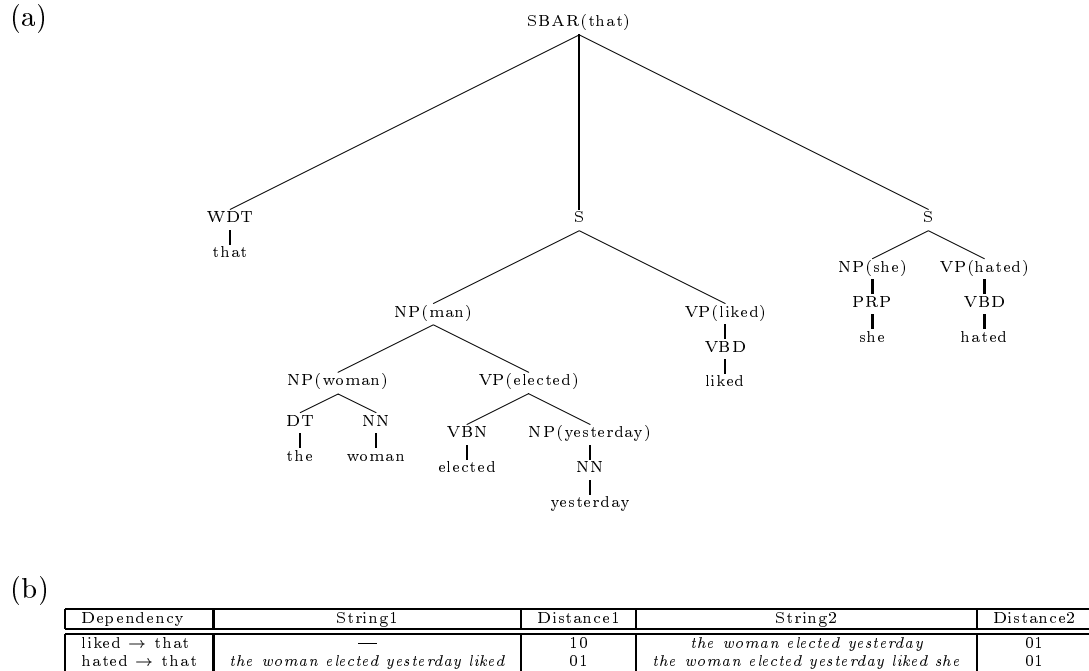 (a)
SBAR(that)
WDT S S
that
NP(she) VP(hated)
NP(man) VP(liked) PRP VBD
she hated
VBD
NP(woman) VP(elected) liked
DT NN VBN NP(yesterday)
the woman elected NN
yesterday
(b)
Dependency String1 Distance1 String2 Distance2
liked → that — 10 the woman elected yesterday 01
hated → that the woman elected yesterday liked 01 the woman elected yesterday liked she 01